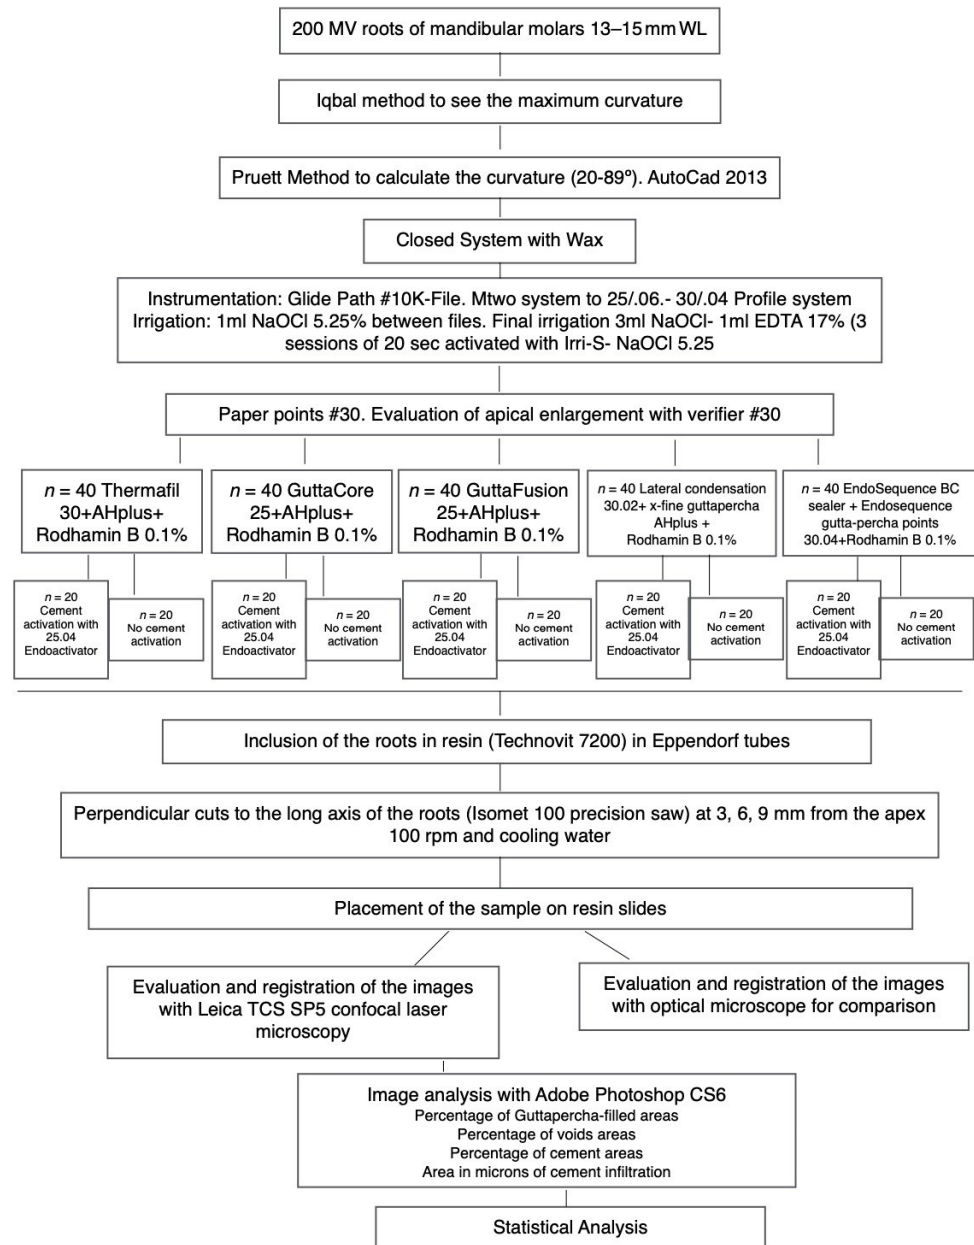 200 MV roots of mandibular molars 13–15 mm WL
Iqbal method to see the maximum curvature
Pruett Method to calculate the curvature (20-89º). AutoCad 2013
Closed System with Wax
Instrumentation: Glide Path #10K-File. Mtwo system to 25/.06.- 30/.04 Profile system
Irrigation: 1ml NaOCl 5.25% between files. Final irrigation 3ml NaOCl- 1ml EDTA 17% (3
sessions of 20 sec activated with Irri-S- NaOCl 5.25
Paper points #30. Evaluation of apical enlargement with verifier #30
n = 40 Thermafil
30+AHplus+
Rodhamin B 0.1%
n = 40 GuttaCore
25+AHplus+
Rodhamin B 0.1%
n = 40 GuttaFusion
25+AHplus+
Rodhamin B 0.1%
n = 40 Lateral condensation
30.02+ x-fine guttapercha
AHplus +
Rodhamin B 0.1%
n = 40 EndoSequence BC
sealer + Endosequence
gutta-percha points
30.04+Rodhamin B 0.1%
n = 20
Cement
activation with
25.04
Endoactivator
n = 20
No cement
activation
n = 20
Cement
activation with
25.04
Endoactivator
n = 20
No cement
activation
n = 20
Cement
activation with
25.04
Endoactivator
n = 20
No cement
activation
n = 20
Cement
activation with
25.04
Endoactivator
n = 20
No cement
activation
n = 20
Cement
activation with
25.04
Endoactivator
n = 20
No cement
activation
Inclusion of the roots in resin (Technovit 7200) in Eppendorf tubes
Perpendicular cuts to the long axis of the roots (Isomet 100 precision saw) at 3, 6, 9 mm from the apex
100 rpm and cooling water
Placement of the sample on resin slides
Evaluation and registration of the images
with Leica TCS SP5 confocal laser
microscopy
Evaluation and registration of the images
with optical microscope for comparison
Image analysis with Adobe Photoshop CS6
Percentage of Guttapercha-filled areas
Percentage of voids areas
Percentage of cement areas
Area in microns of cement infiltration
Statistical Analysis